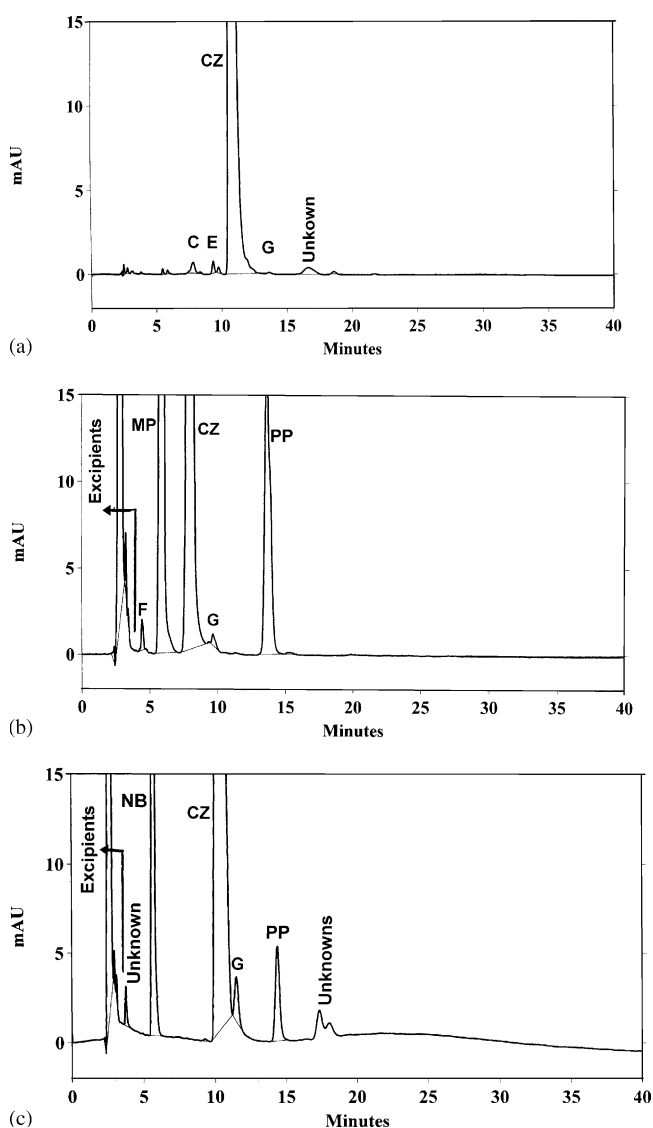 15
CZ
10
mAU
5
C E G Unkown
0
0 5 10 15 20 25 30 35 40
(a) Minutes
15
MP CZ PP
Excipients
10
mAU
5
F G
0
0 5 10 15 20 25 30 35 40
(b) Minutes
15
NB CZ
Excipients
10
mAU
Unknown
5
G PP Unknowns
0
0 5 10 15 20 25 30 35 40
(c) Minutes